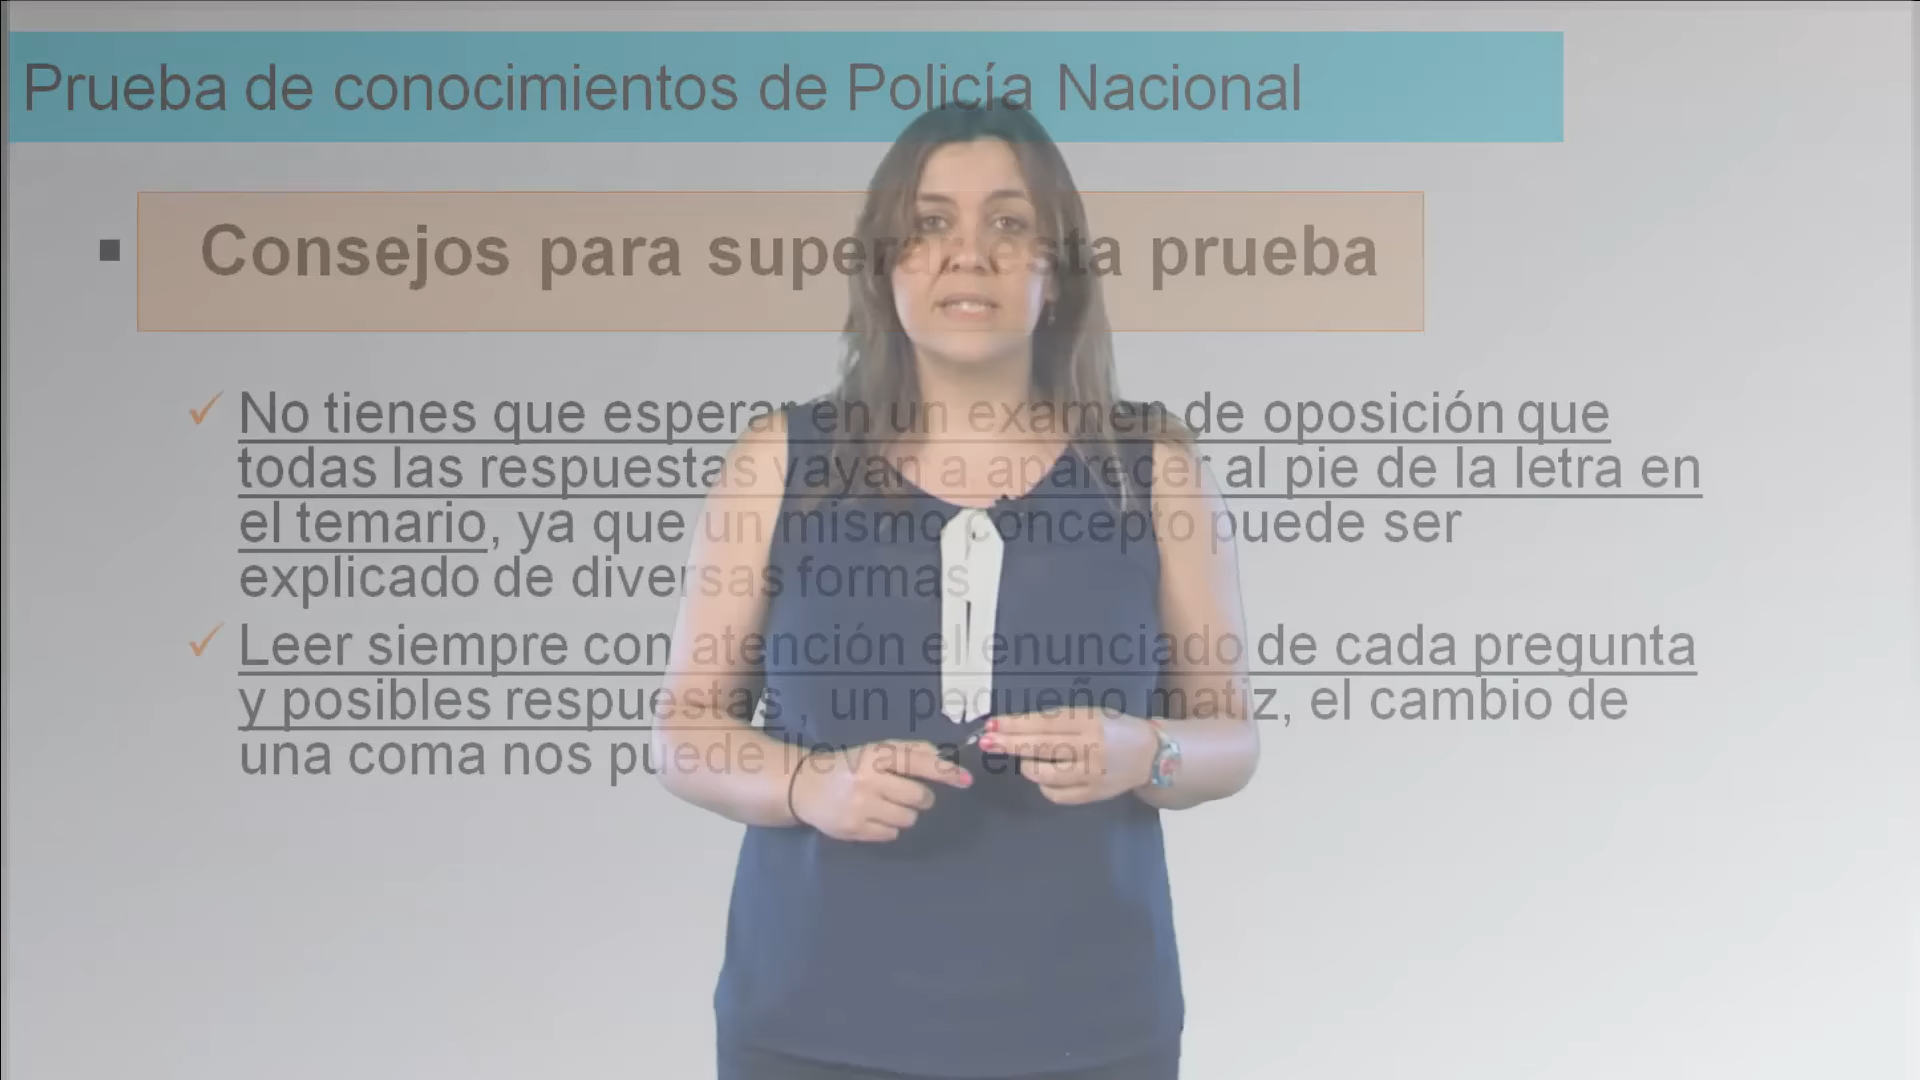 Prueba de conocimientos de Policía Nacional
Consejos para superar esta prueba
No tienes que esperar en un examen de oposición que
todas las respuestas vayan a aparecer al pie de la letra en
el temario, ya que un mismo concepto puede ser
explicado de diversas formas
Leer siempre con atención el enunciado de cada pregunta
y posibles respuestas , un pequeño matiz, el cambio de
una coma nos puede llevar a error.